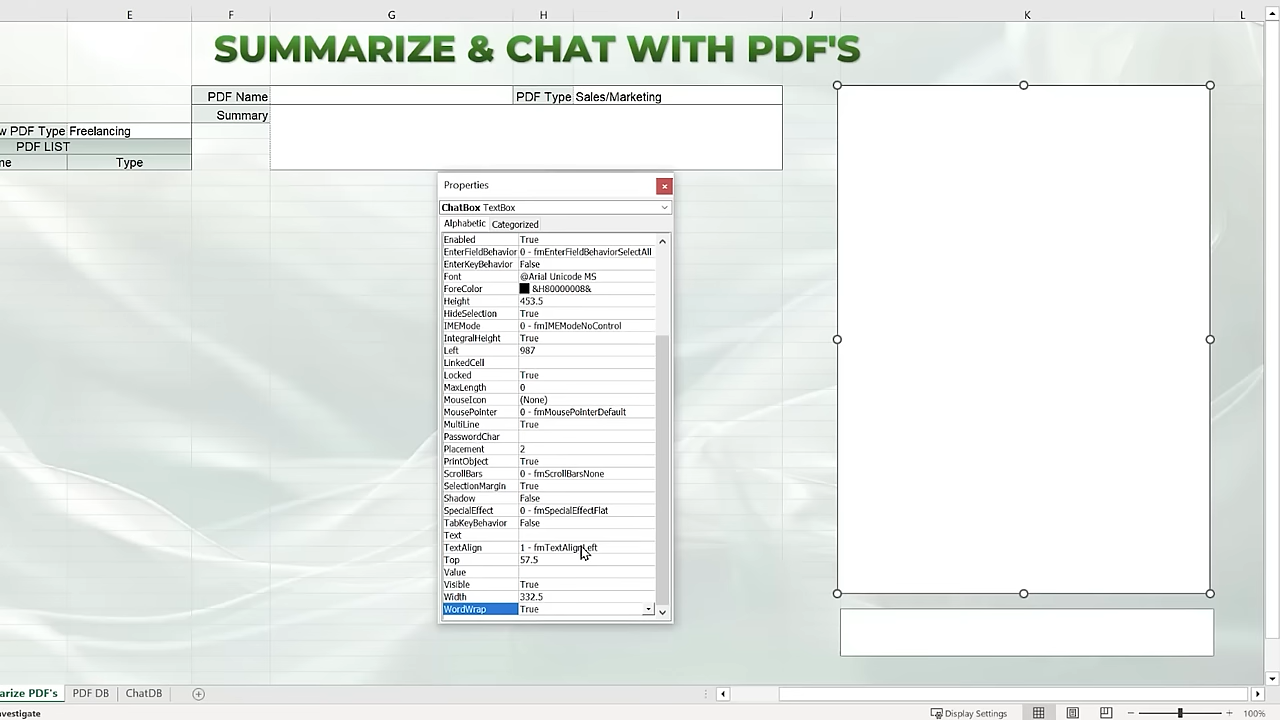 E F G H I J K L
SUMMARIZE & CHAT WITH PDF'S
PDF Name PDF Type Sales/Marketing
Summary
w PDF Type Freelancing
PDF LIST
me Type
Properties
ChatBox TextBox
Alphabetic Categorized
Enabled True
EnterFieldBehavior 0 - fmEnterFieldBehaviorSelectAll
EnterKeyBehavior False
Font @Arial Unicode MS
ForeColor &H80000008&
Height 453.5
HideSelection True
IMEMode 0 - fmIMEModeNoControl
IntegralHeight True
Left 987
LinkedCell
Locked True
MaxLength 0
MouseIcon (None)
MousePointer 0 - fmMousePointerDefault
MultiLine True
PasswordChar
Placement 2
PrintObject True
ScrollBars 0 - fmScrollBarsNone
SelectionMargin True
Shadow False
SpecialEffect 0 - fmSpecialEffectFlat
TabKeyBehavior False
Text
TextAlign 1 - fmTextAlignLeft
Top 57.5
Value
Visible True
Width 332.5
WordWrap True
arize PDF's PDF DB ChatDB
vestigate Display Settings 100%